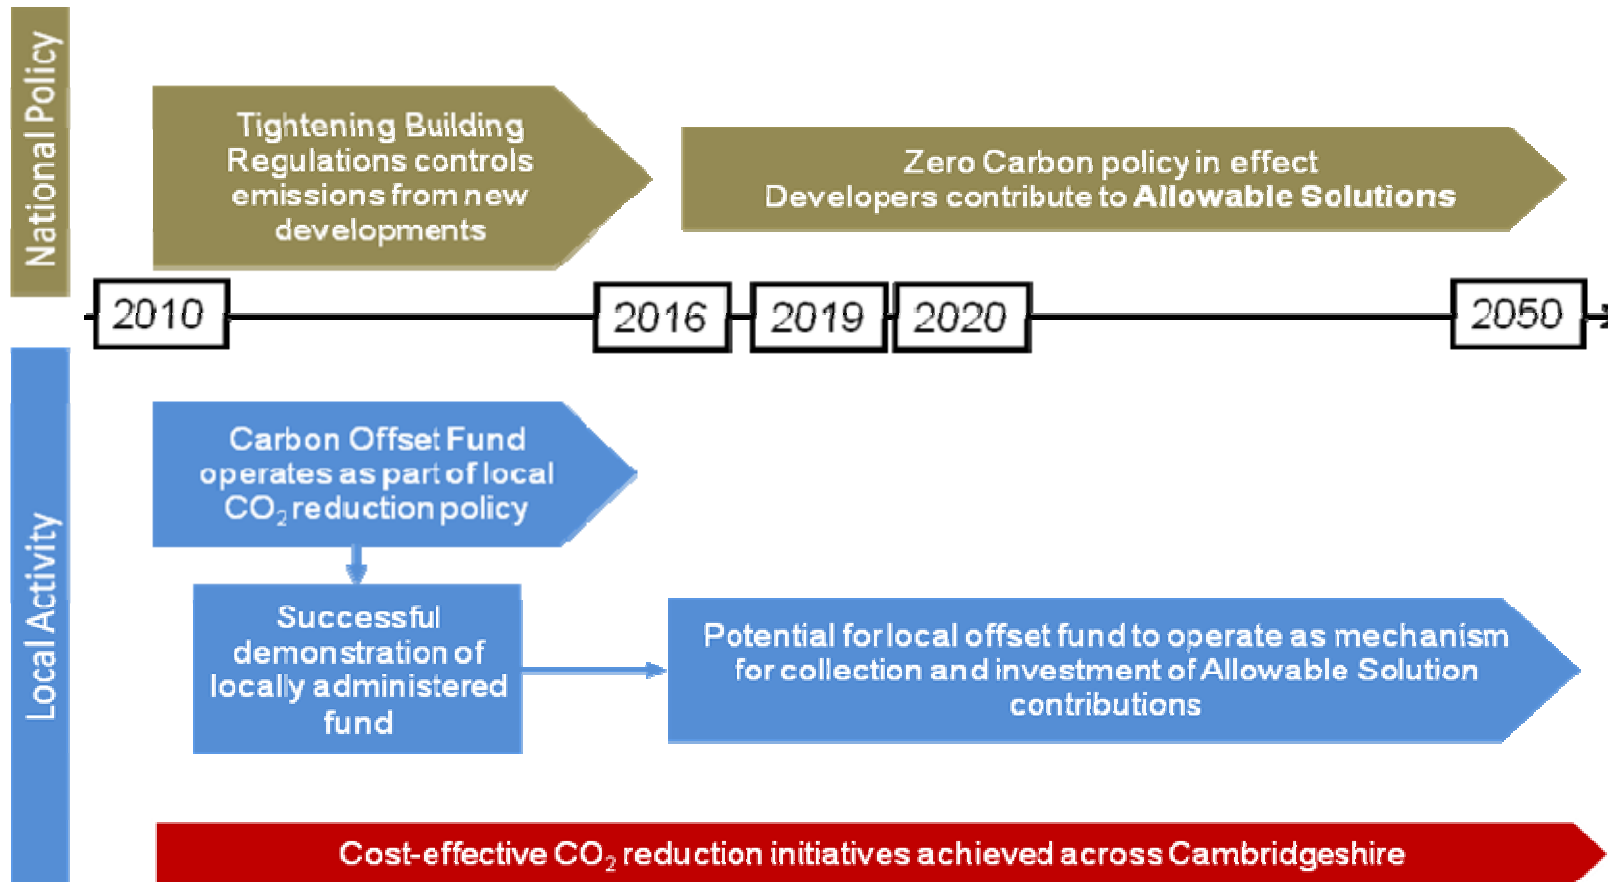 National Policy
Tightening Building
Regulations controls
emissions from new
developments
Zero Carbon policy in effect
Developers contribute to Allowable Solutions
2010
2016
2019
2020
2050
Local Activity
Carbon Offset Fund
operates as part of local
CO₂ reduction policy
Successful
demonstration of
locally administered
fund
Potential for local offset fund to operate as mechanism
for collection and investment of Allowable Solution
contributions
Cost-effective CO₂ reduction initiatives achieved across Cambridgeshire